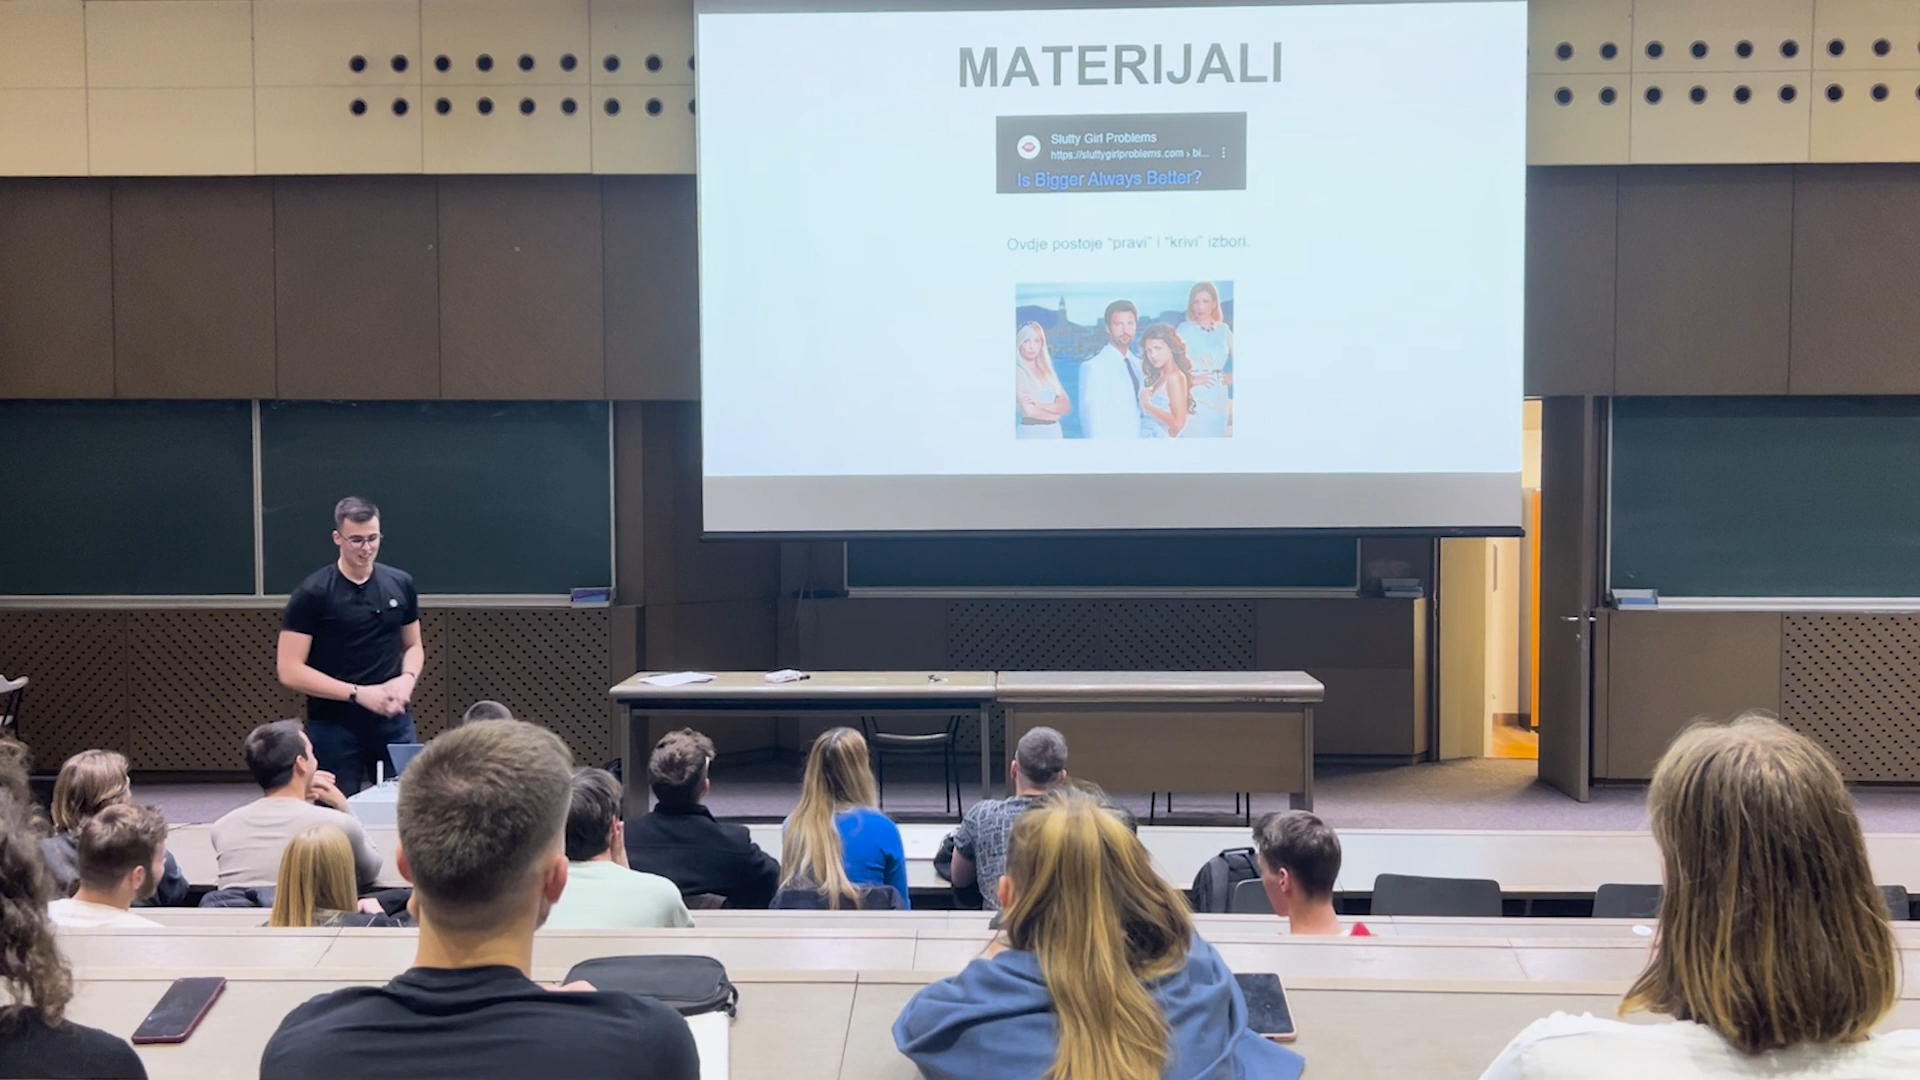 MATERIJALI
Slutty Girl Problems
https://sluttygirlproblems.com › bi...
Is Bigger Always Better?
Ovdje postoje "pravi" i "krivi" izbori.